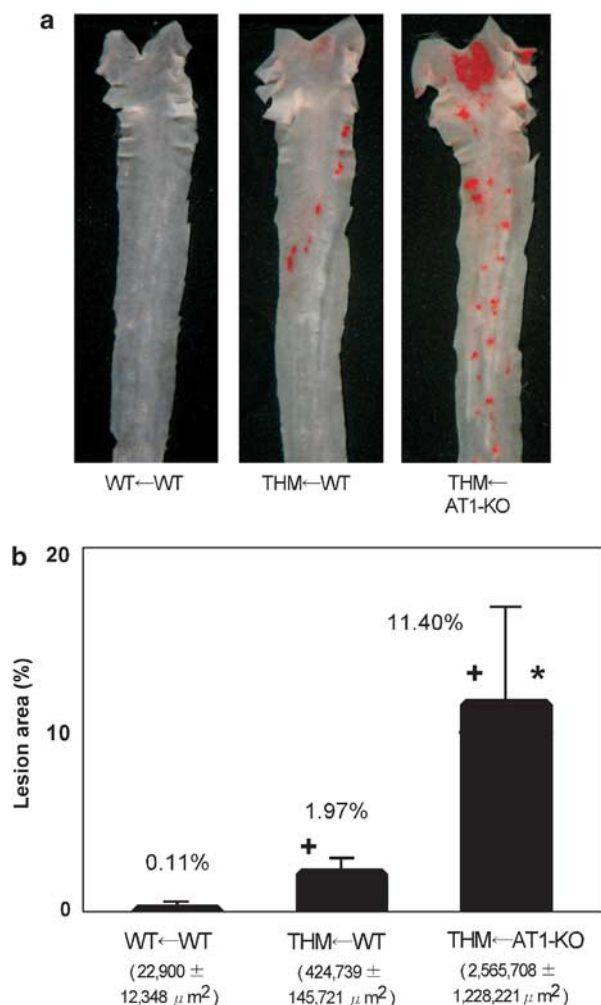 a
WT←WT
THM←WT
THM←
AT1-KO
b
Lesion area (%)
20
10
0
0.11%
+
1.97%
11.40%
+ *
WT←WT
(22,900 ±
12,348 μm2)
THM←WT
(424,739 ±
145,721 μm2)
THM←AT1-KO
(2,565,708 ±
1,228,221 μm2)